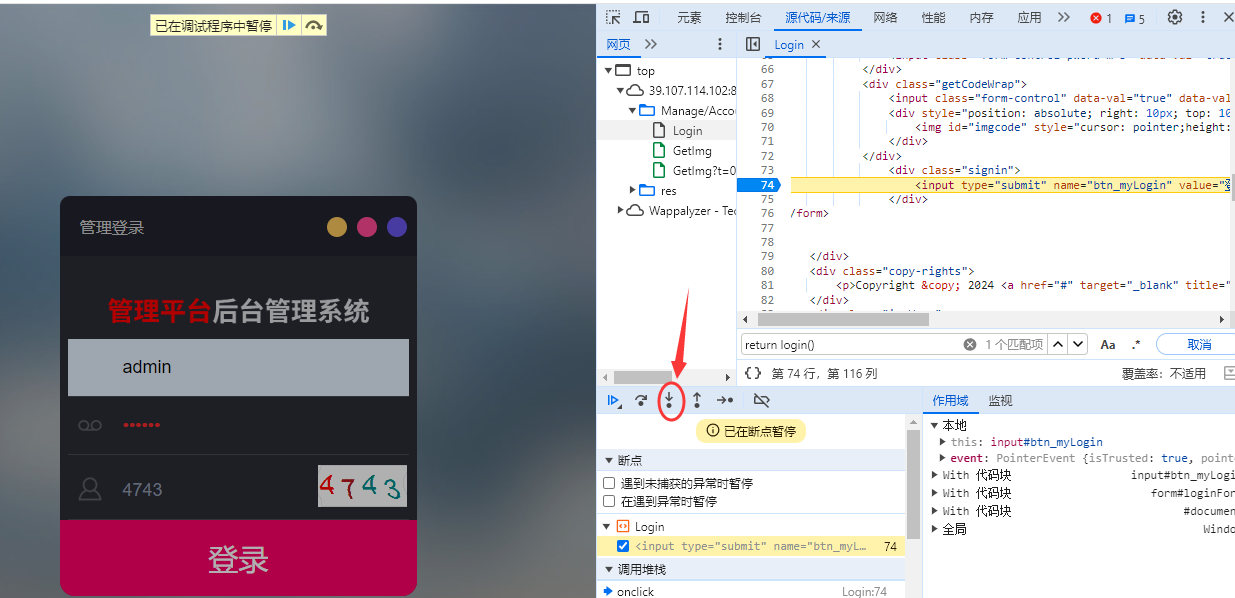 已在调试程序中暂停
管理登录
管理平台后台管理系统
admin
••••••
4743
4743
登录
元素 控制台 源代码/来源 网络 性能 内存 应用 1 5
网页 Login
top
39.107.114.102:8
Manage/Acco
Login
GetImg
GetImg?t=0
res
Wappalyzer - Tec
66 </div>
67 <div class="getCodeWrap">
68 <input class="form-control" data-val="true" data-val
69 <div style="position: absolute; right: 10px; top: 10
70 <img id="imgcode" style="cursor: pointer;height:
71 </div>
72 </div>
73 <div class="signin">
74 <input type="submit" name="btn_myLogin" value="登
75 </div>
76 /form>
77
78
79 </div>
80 <div class="copy-rights">
81 <p>Copyright &copy; 2024 <a href="#" target="_blank" title="
82 </div>
return login() 1 个匹配项 Aa .* 取消
{} 第 74 行，第 116 列 覆盖率：不适用
已在断点暂停
断点
遇到未捕获的异常时暂停
在遇到异常时暂停
Login
<input type="submit" name="btn_myL… 74
调用堆栈
onclick Login:74
作用域 监视
本地
this: input#btn_myLogin
event: PointerEvent {isTrusted: true, pointe
With 代码块 input#btn_myLogi
With 代码块 form#loginFor
With 代码块 #documen
全局 Windo